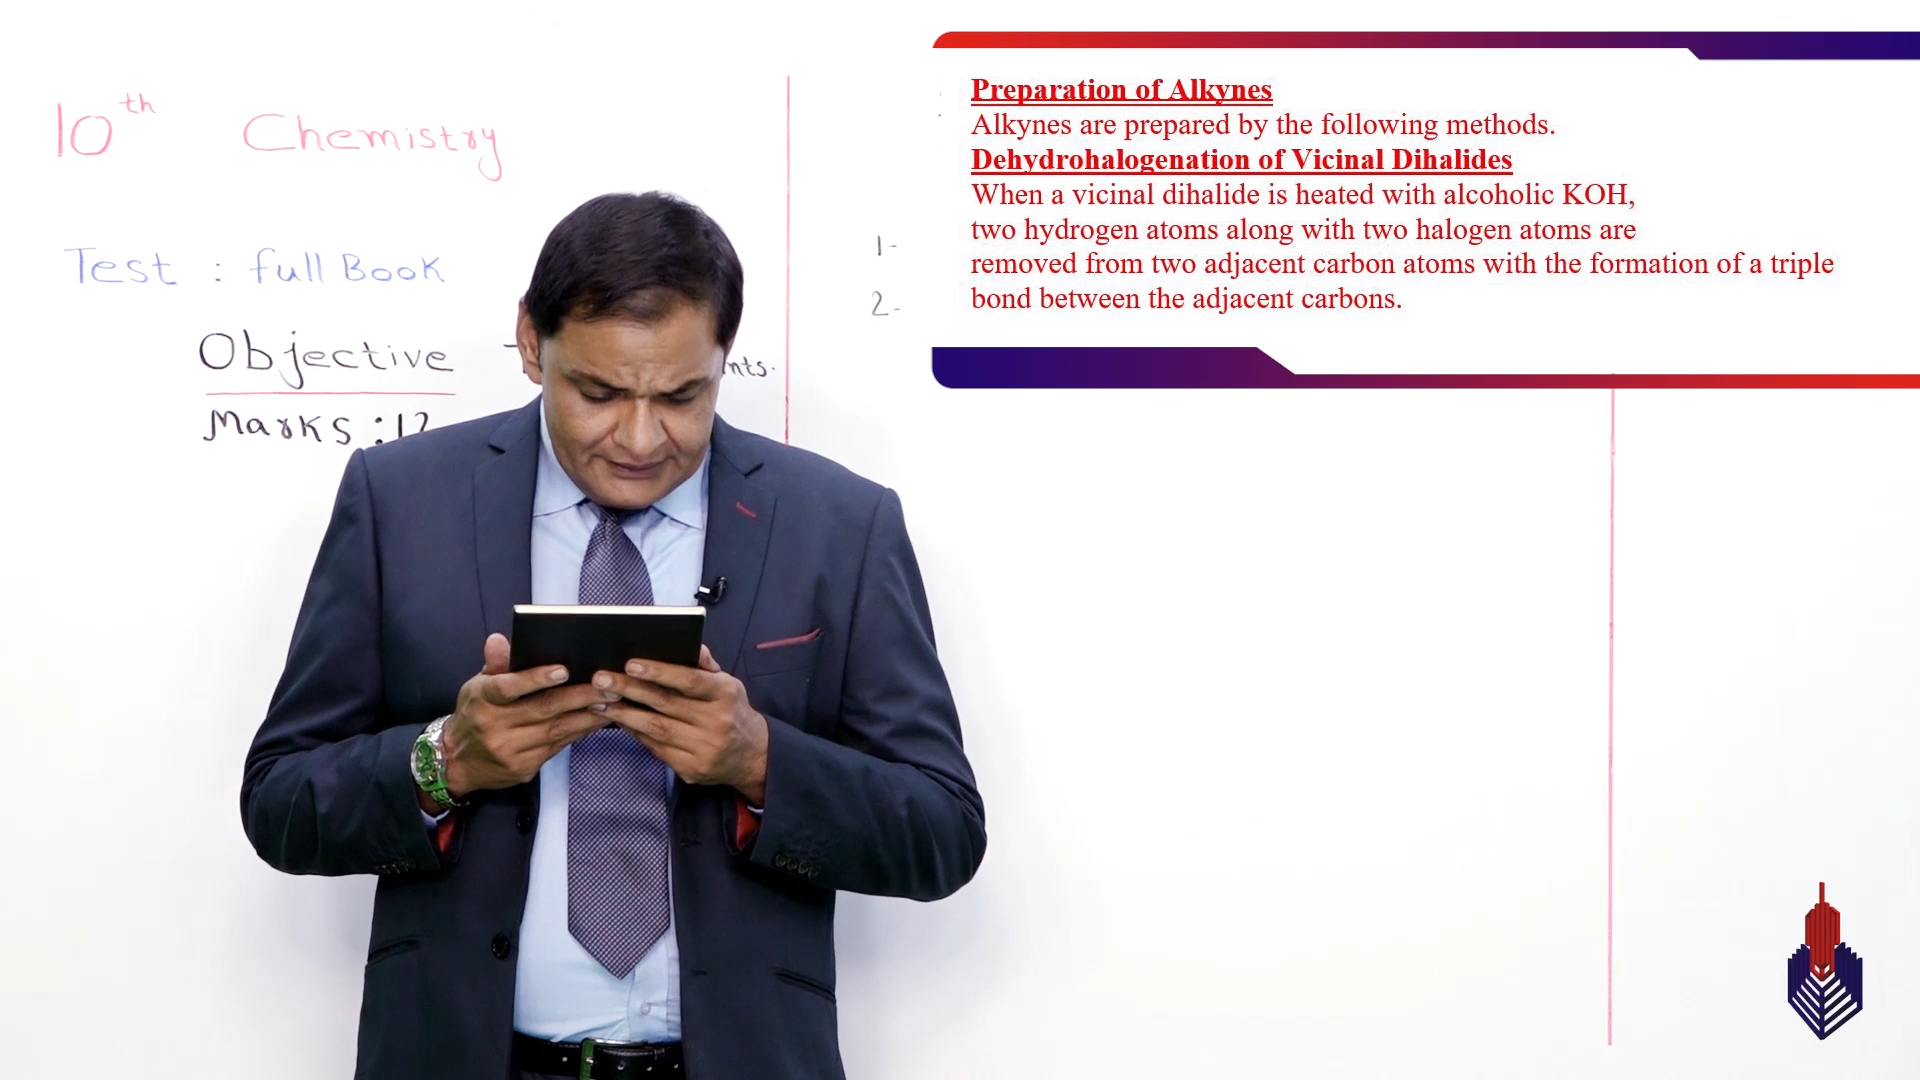 10th Chemistry
Test : full Book
Objective
Marks : 12
1-
2-
Preparation of Alkynes
Alkynes are prepared by the following methods.
Dehydrohalogenation of Vicinal Dihalides
When a vicinal dihalide is heated with alcoholic KOH,
two hydrogen atoms along with two halogen atoms are
removed from two adjacent carbon atoms with the formation of a triple
bond between the adjacent carbons.